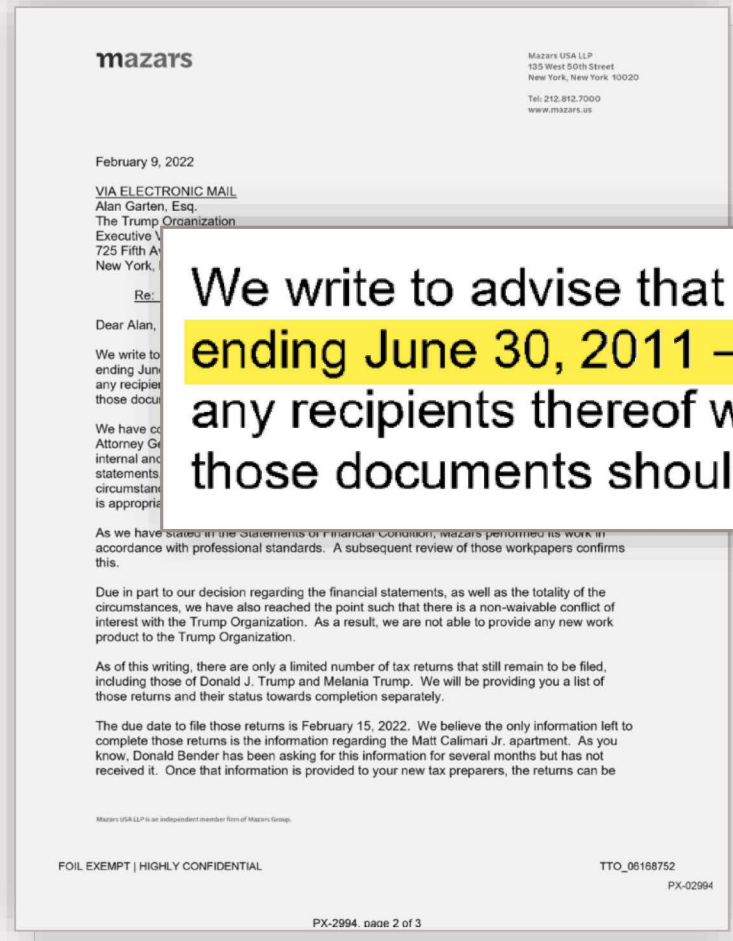 mazars
Mazars USA LLP
135 West 50th Street
New York, New York 10020
Tel: 212.812.7000
www.mazars.us
February 9, 2022
VIA ELECTRONIC MAIL
Alan Garten, Esq.
The Trump Organization
Executive V
725 Fifth Av
New York,
Re:
Dear Alan,
We write to
ending Jun
any recipie
those docu
We write to advise that
ending June 30, 2011 –
any recipients thereof w
those documents shoul
We have co
Attorney Ge
internal and
statements
circumstan
is appropria
As we have stated in the Statements of Financial Condition, Mazars performed its work in
accordance with professional standards. A subsequent review of those workpapers confirms
this.
Due in part to our decision regarding the financial statements, as well as the totality of the
circumstances, we have also reached the point such that there is a non-waivable conflict of
interest with the Trump Organization. As a result, we are not able to provide any new work
product to the Trump Organization.
As of this writing, there are only a limited number of tax returns that still remain to be filed,
including those of Donald J. Trump and Melania Trump. We will be providing you a list of
those returns and their status towards completion separately.
The due date to file those returns is February 15, 2022. We believe the only information left to
complete those returns is the information regarding the Matt Calimari Jr. apartment. As you
know, Donald Bender has been asking for this information for several months but has not
received it. Once that information is provided to your new tax preparers, the returns can be
Mazars USA LLP is an independent member firm of Mazars Group.
FOIL EXEMPT | HIGHLY CONFIDENTIAL
TTO_06168752
PX-02994
PX-2994, page 2 of 3